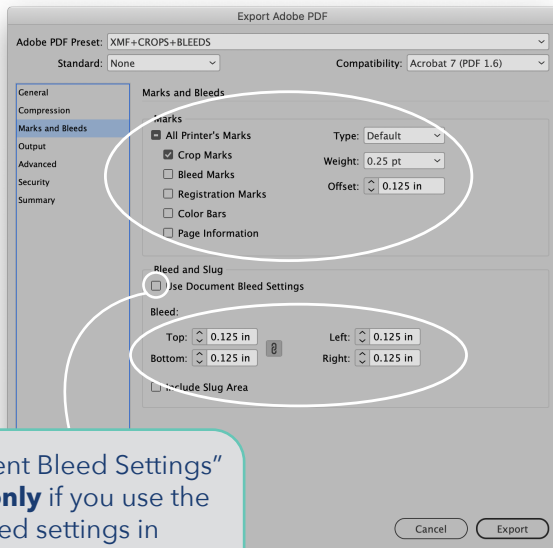 Export Adobe PDF
Adobe PDF Preset: XMF+CROPS+BLEEDS
Standard: None Compatibility: Acrobat 7 (PDF 1.6)
General
Compression
Marks and Bleeds
Output
Advanced
Security
Summary
Marks and Bleeds
Marks
All Printer's Marks Type: Default
Crop Marks Weight: 0.25 pt
Bleed Marks Offset: 0.125 in
Registration Marks
Color Bars
Page Information
Bleed and Slug
Use Document Bleed Settings
Bleed:
Top: 0.125 in Left: 0.125 in
Bottom: 0.125 in Right: 0.125 in
Include Slug Area
ent Bleed Settings”
only if you use the
ed settings in
Cancel Export